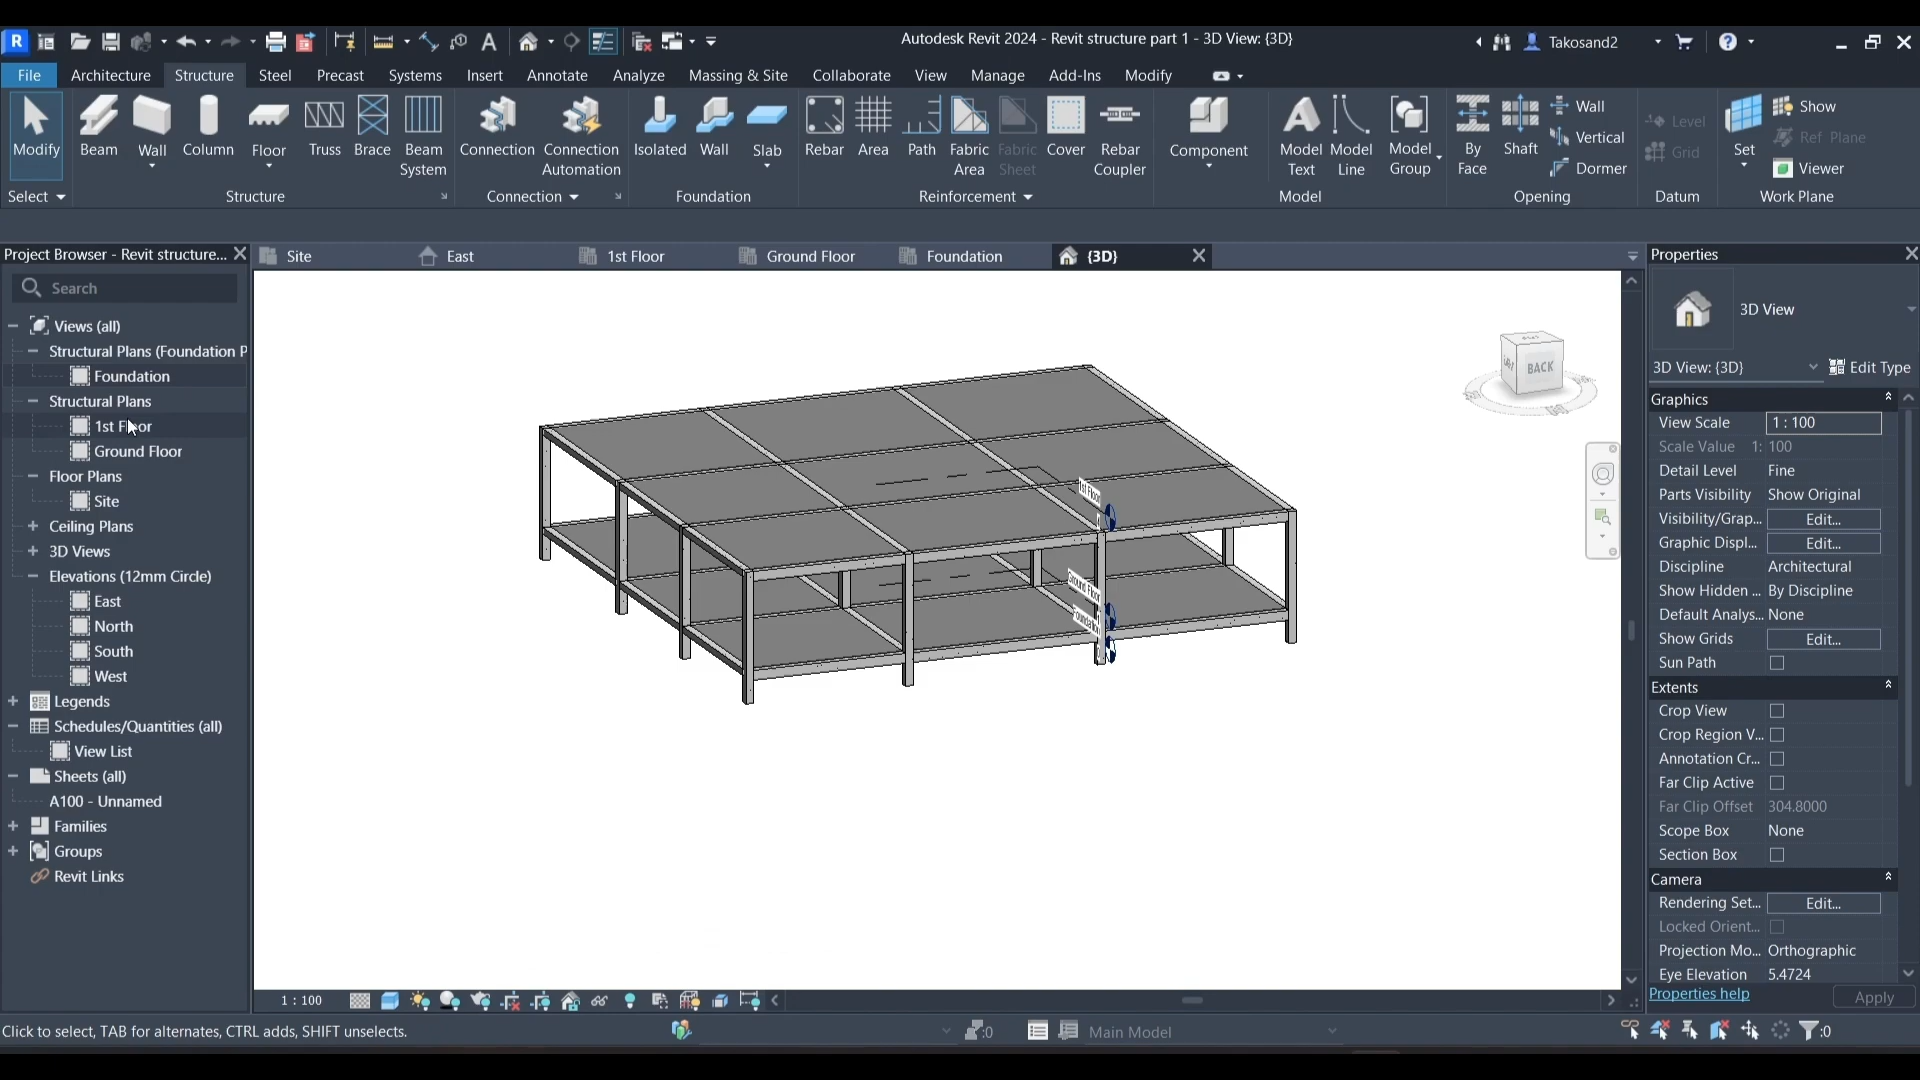 Autodesk Revit 2024 - Revit structure part 1 - 3D View: {3D}
Takosand2
File Architecture Structure Steel Precast Systems Insert Annotate Analyze Massing & Site Collaborate View Manage Add-Ins Modify
Modify
Beam
Wall
Column
Floor
Truss
Brace
Beam
System
Connection
Connection
Automation
Isolated
Wall
Slab
Rebar
Area
Path
Fabric
Area
Fabric
Sheet
Cover
Rebar
Coupler
Component
Model
Text
Model
Line
Model
Group
By
Face
Shaft
Wall
Vertical
Dormer
Level
Grid
Set
Show
Ref Plane
Viewer
Select Structure Connection Foundation Reinforcement Model Opening Datum Work Plane
Project Browser - Revit structure...
Site East 1st Floor Ground Floor Foundation {3D}
Search
Views (all)
Structural Plans (Foundation P
Foundation
Structural Plans
1st Floor
Ground Floor
Floor Plans
Site
Ceiling Plans
3D Views
Elevations (12mm Circle)
East
North
South
West
Legends
Schedules/Quantities (all)
View List
Sheets (all)
A100 - Unnamed
Families
Groups
Revit Links
1st Floor
Ground Floor
Foundation
BACK
Properties
3D View
3D View: {3D} Edit Type
Graphics
View Scale 1 : 100
Scale Value 1: 100
Detail Level Fine
Parts Visibility Show Original
Visibility/Grap... Edit...
Graphic Displ... Edit...
Discipline Architectural
Show Hidden ... By Discipline
Default Analys... None
Show Grids Edit...
Sun Path
Extents
Crop View
Crop Region V...
Annotation Cr...
Far Clip Active
Far Clip Offset 304.8000
Scope Box None
Section Box
Camera
Rendering Set... Edit...
Locked Orient...
Projection Mo... Orthographic
Eye Elevation 5.4724
Properties help Apply
1 : 100
Click to select, TAB for alternates, CTRL adds, SHIFT unselects.
:0
Main Model
:0